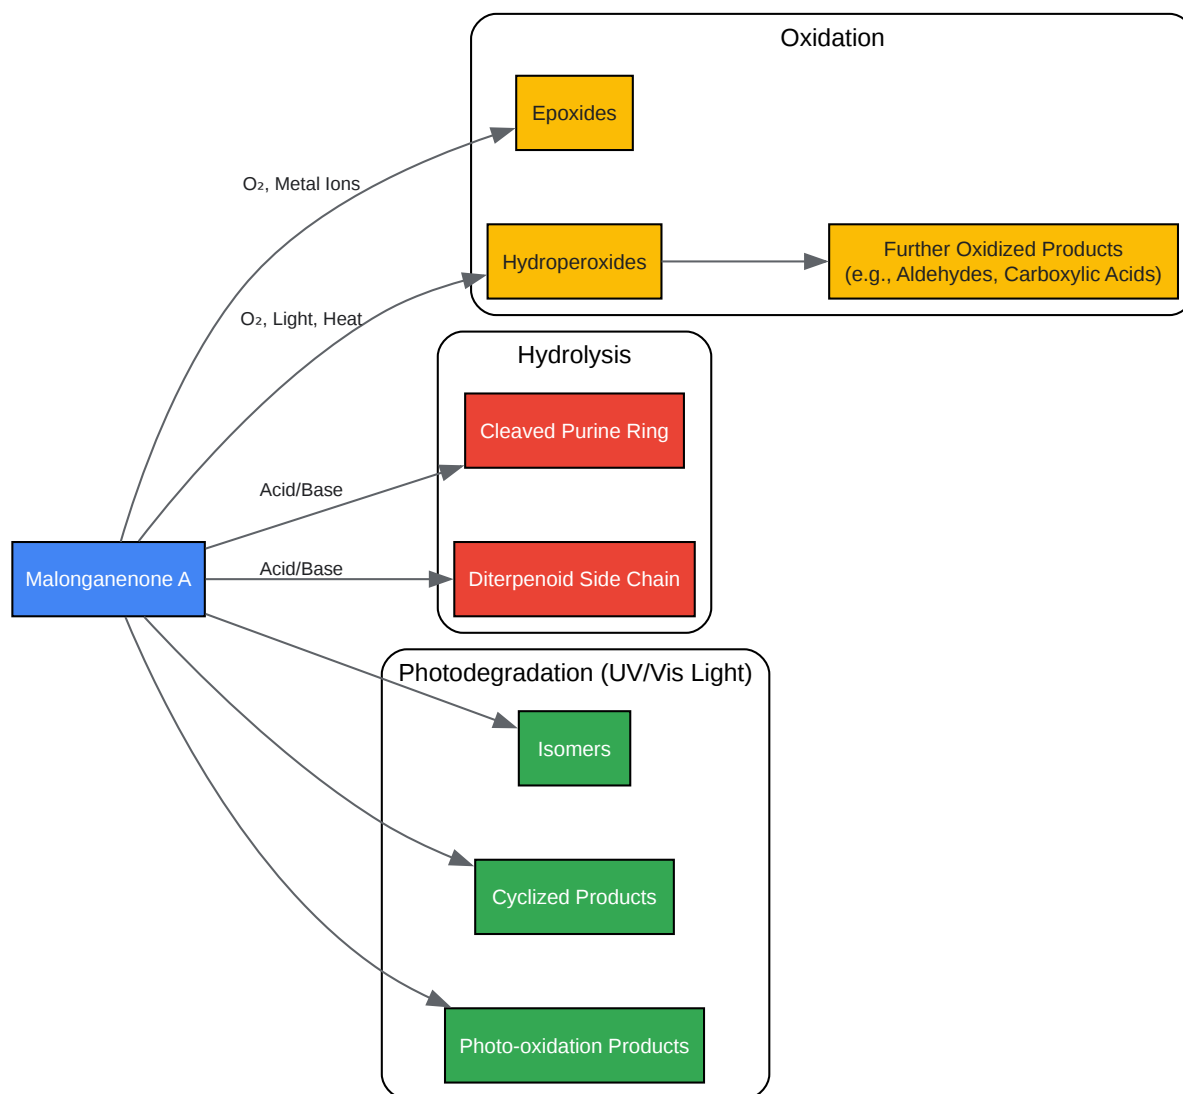 Oxidation
Epoxides
O₂, Metal Ions
Hydroperoxides
Further Oxidized Products
(e.g., Aldehydes, Carboxylic Acids)
O₂, Light, Heat
Hydrolysis
Cleaved Purine Ring
Acid/Base
Malonganenone A
Acid/Base
Diterpenoid Side Chain
Photodegradation (UV/Vis Light)
Isomers
Cyclized Products
Photo-oxidation Products